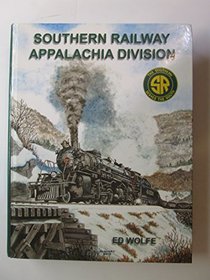 SOUTHERN RAILWAY
APPALACHIA DIVISION
SR
ED WOLFE